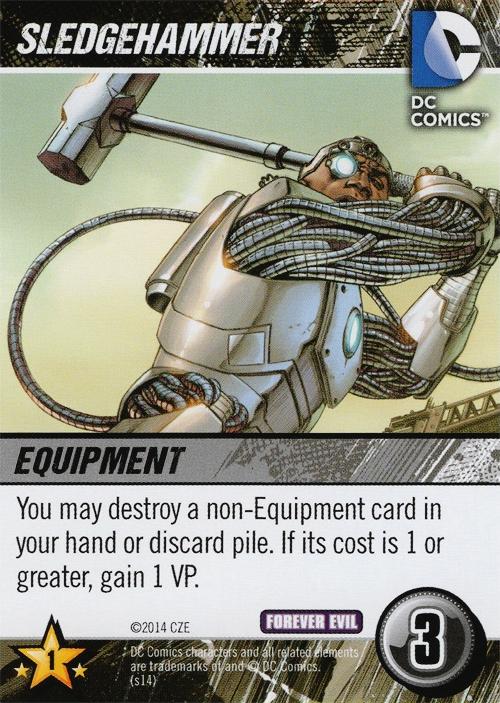 SLEDGEHAMMER
DC
COMICS™
EQUIPMENT
You may destroy a non-Equipment card in
your hand or discard pile. If its cost is 1 or
greater, gain 1 VP.
©2014 CZE
FOREVER EVIL
1
DC Comics characters and all related elements
are trademarks of and © DC Comics.
(s14)
3